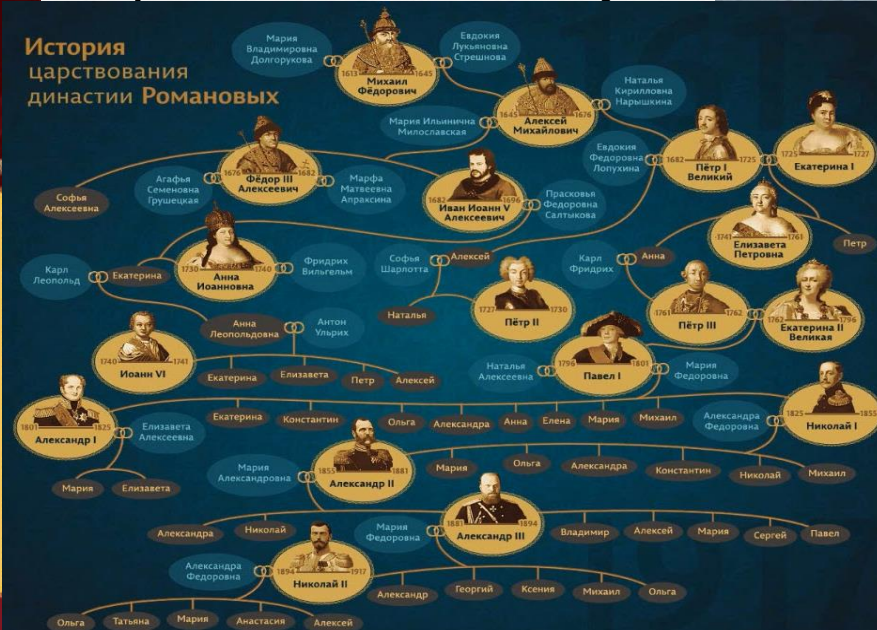 История
царствования
династии Романовых
Мария
Владимировна
Долгорукова
1613 1645
Михаил
Фёдорович
Евдокия
Лукьяновна
Стрешнова
Мария Ильинична
Милославская
1645 1676
Алексей
Михайлович
Наталья
Кирилловна
Нарышкина
Софья
Алексеевна
Агафья
Семеновна
Грушецкая
1676 1682
Фёдор III
Алексеевич
Марфа
Матвеевна
Апраксина
1682 1696
Иван Иоанн V
Алексеевич
Прасковья
Федоровна
Салтыкова
Евдокия
Федоровна
Лопухина
1682 1725
Пётр I
Великий
1725 1727
Екатерина I
Карл
Леопольд
Екатерина
1730 1740
Анна
Иоанновна
Фридрих
Вильгельм
Софья
Шарлотта
Алексей
Карл
Фридрих
Анна
1741 1761
Елизавета
Петровна
Петр
Наталья
1727 1730
Пётр II
1761 1762
Пётр III
1762 1796
Екатерина II
Великая
1740 1741
Иоанн VI
Анна
Леопольдовна
Антон
Ульрих
Екатерина
Елизавета
Петр
Алексей
Наталья
Алексеевна
1796 1801
Павел I
Мария
Федоровна
1801 1825
Александр I
Елизавета
Алексеевна
Екатерина
Константин
Ольга
Александра
Анна
Елена
Мария
Михаил
Александра
Федоровна
1825 1855
Николай I
Мария
Елизавета
Мария
Александровна
1855 1881
Александр II
Мария
Ольга
Александра
Константин
Николай
Михаил
Александра
Николай
Мария
Федоровна
1881 1894
Александр III
Владимир
Алексей
Мария
Сергей
Павел
Александра
Федоровна
1894 1917
Николай II
Александр
Георгий
Ксения
Михаил
Ольга
Ольга
Татьяна
Мария
Анастасия
Алексей